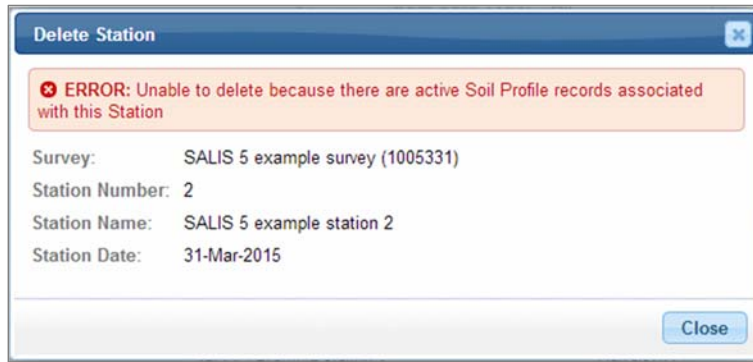 Delete Station
ERROR: Unable to delete because there are active Soil Profile records associated
with this Station
Survey: SALIS 5 example survey (1005331)
Station Number: 2
Station Name: SALIS 5 example station 2
Station Date: 31-Mar-2015
Close